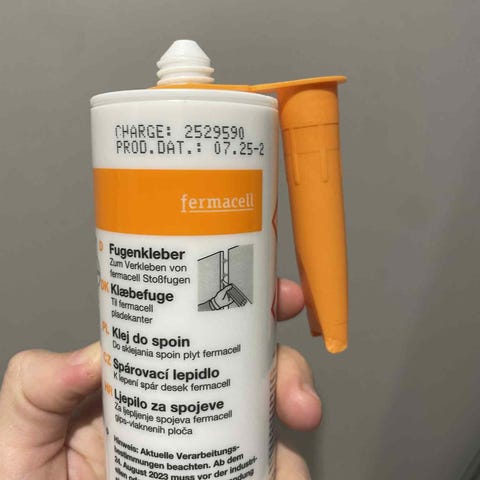 CHARGE: 2529590
PROD.DAT.: 07.25-2
fermacell
D Fugenkleber
Zum Verkleben von
fermacell Stoßfugen
DK Klæbefuge
Til fermacell
pladekanter
PL Klej do spoin
Do sklejania spoin płyt fermacell
CZ Spárovací lepidlo
K lepení spár desek fermacell
HR Ljepilo za spojeve
Za ljepljenje spojeva fermacell
gips-vlaknenih ploča
Hinweis: Aktuelle Verarbeitungs-
bestimmungen beachten. Ab dem
24. August 2023 muss vor der industri-